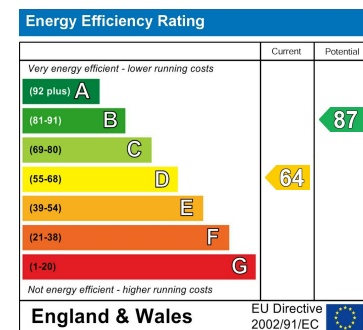 Energy Efficiency Rating
Current Potential
Very energy efficient - lower running costs
(92 plus) A
(81-91) B
87
(69-80) C
(55-68) D
64
(39-54) E
(21-38) F
(1-20) G
Not energy efficient - higher running costs
England & Wales
EU Directive
2002/91/EC